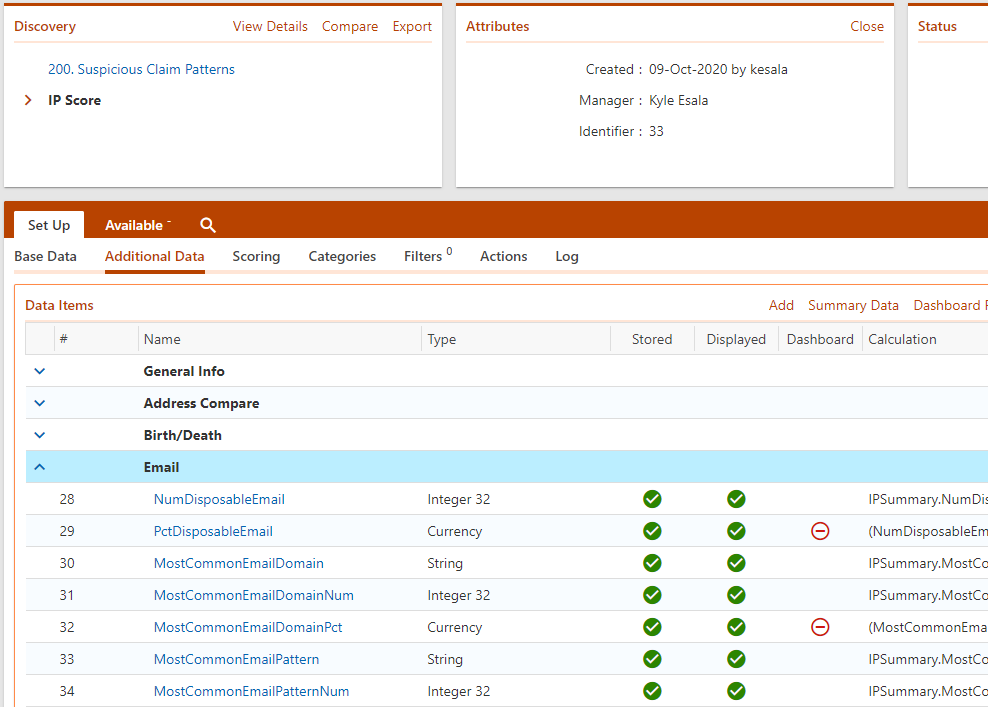 Discovery View Details Compare Export
200. Suspicious Claim Patterns
IP Score
Attributes Close
Created : 09-Oct-2020 by kesala
Manager : Kyle Esala
Identifier : 33
Status
Set Up Available
Base Data Additional Data Scoring Categories Filters 0 Actions Log
Data Items Add Summary Data Dashboard
# Name Type Stored Displayed Dashboard Calculation
General Info
Address Compare
Birth/Death
Email
28 NumDisposableEmail Integer 32 IPSummary.NumDis
29 PctDisposableEmail Currency (NumDisposableEm
30 MostCommonEmailDomain String IPSummary.MostCo
31 MostCommonEmailDomainNum Integer 32 IPSummary.MostCo
32 MostCommonEmailDomainPct Currency (MostCommonEma
33 MostCommonEmailPattern String IPSummary.MostCo
34 MostCommonEmailPatternNum Integer 32 IPSummary.MostCo